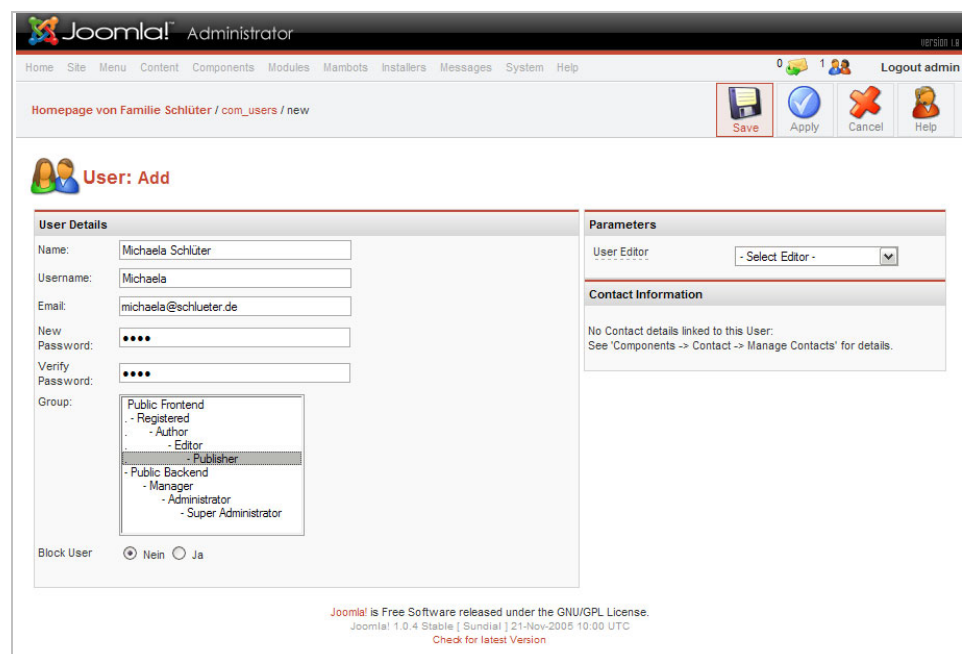 Joomla!™ Administrator
version 1.0
Home Site Menu Content Components Modules Mambots Installers Messages System Help 0 1 Logout admin
Homepage von Familie Schlüter / com_users / new
Save Apply Cancel Help
User: Add
User Details
Name: Michaela Schlüter
Username: Michaela
Email: michaela@schlueter.de
New
Password: ••••
Verify
Password: ••••
Group: Public Frontend
. - Registered
. - Author
. - Editor
. - Publisher
- Public Backend
- Manager
- Administrator
- Super Administrator
Block User Nein Ja
Parameters
User Editor - Select Editor -
Contact Information
No Contact details linked to this User:
See 'Components -> Contact -> Manage Contacts' for details.
Joomla! is Free Software released under the GNU/GPL License.
Joomla! 1.0.4 Stable [ Sundial ] 21-Nov-2005 10:00 UTC
Check for latest Version